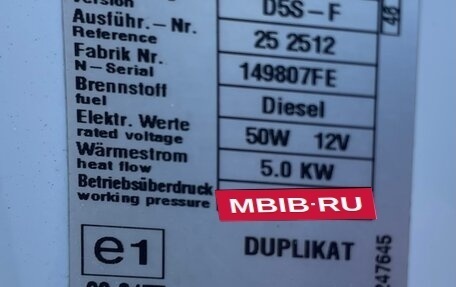 version D5S-F
Ausführ.-Nr. 25 2512
Reference
Fabrik Nr. 149807FE
N-Serial
Brennstoff Diesel
fuel
Elektr. Werte 50W 12V
rated voltage
Wärmestrom 5.0 KW
heat flow
Betriebsüberdruck
working pressure
MBIB-RU
e1 DUPLIKAT
247645